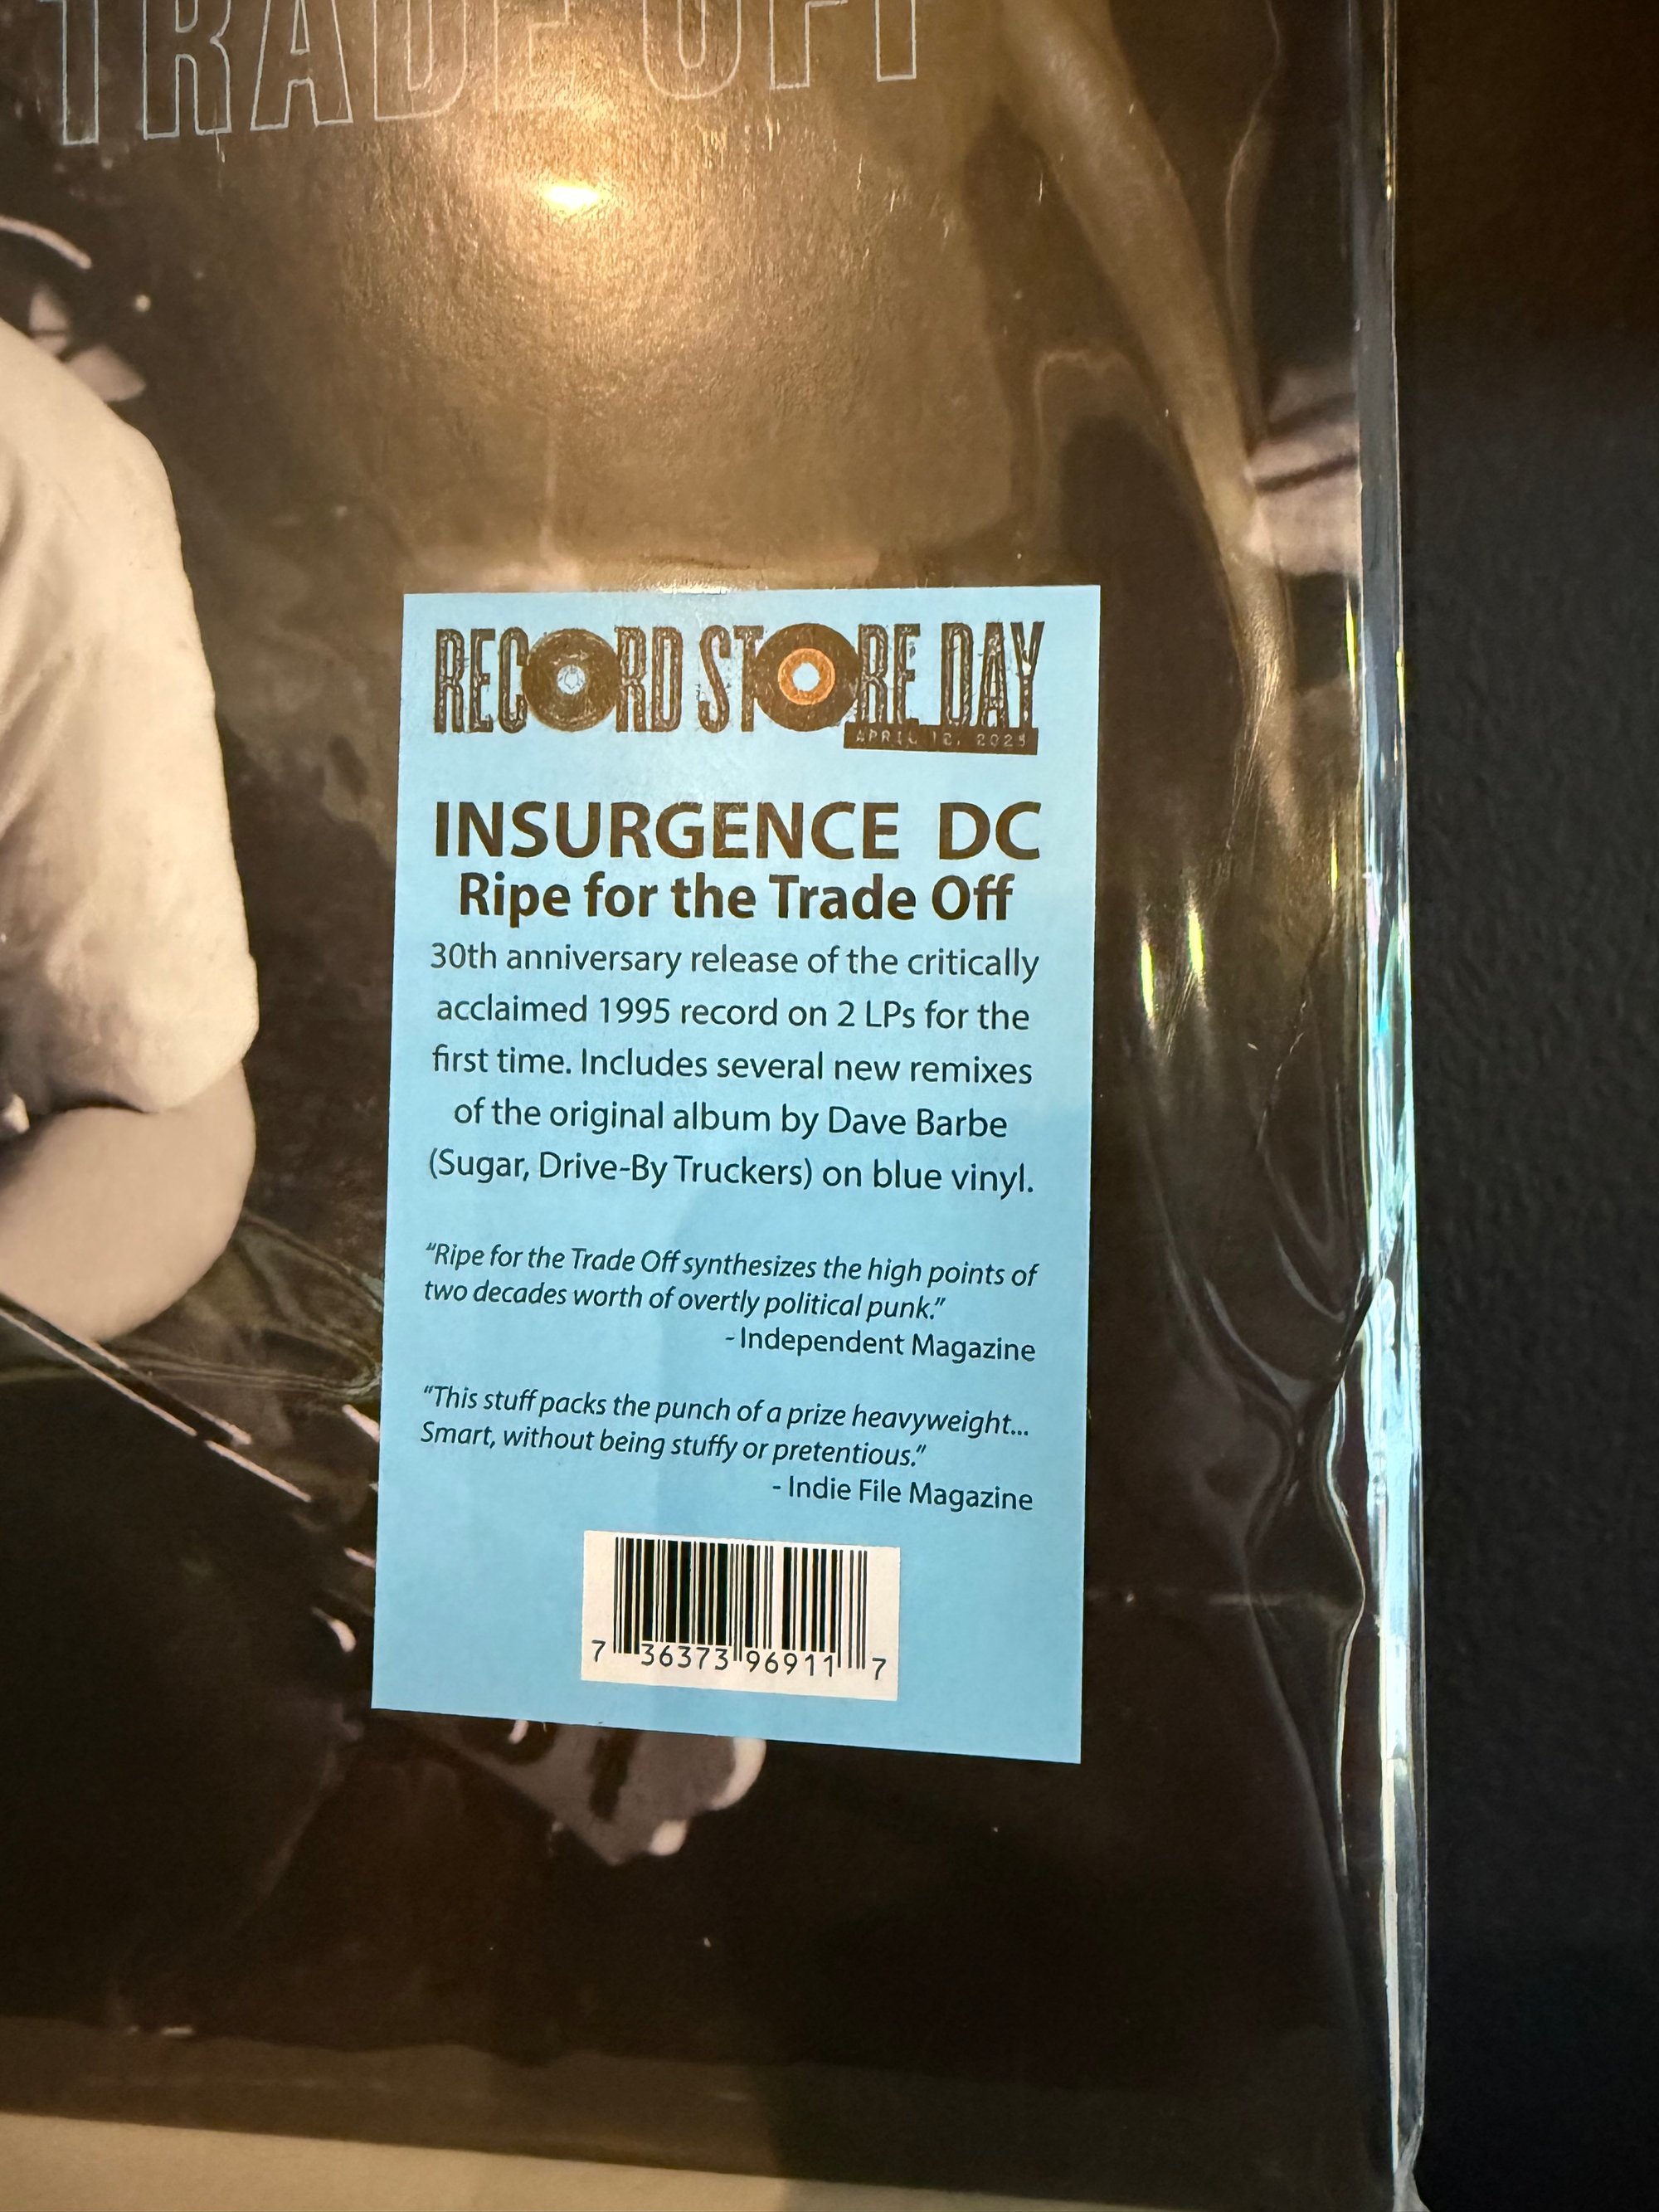 TRADE OFF
RECORD STORE DAY
APRIL 12, 2025
INSURGENCE DC
Ripe for the Trade Off
30th anniversary release of the critically
acclaimed 1995 record on 2 LPs for the
first time. Includes several new remixes
of the original album by Dave Barbe
(Sugar, Drive-By Truckers) on blue vinyl.
"Ripe for the Trade Off synthesizes the high points of
two decades worth of overtly political punk."
- Independent Magazine
"This stuff packs the punch of a prize heavyweight...
Smart, without being stuffy or pretentious."
- Indie File Magazine
7 36373 96911 7